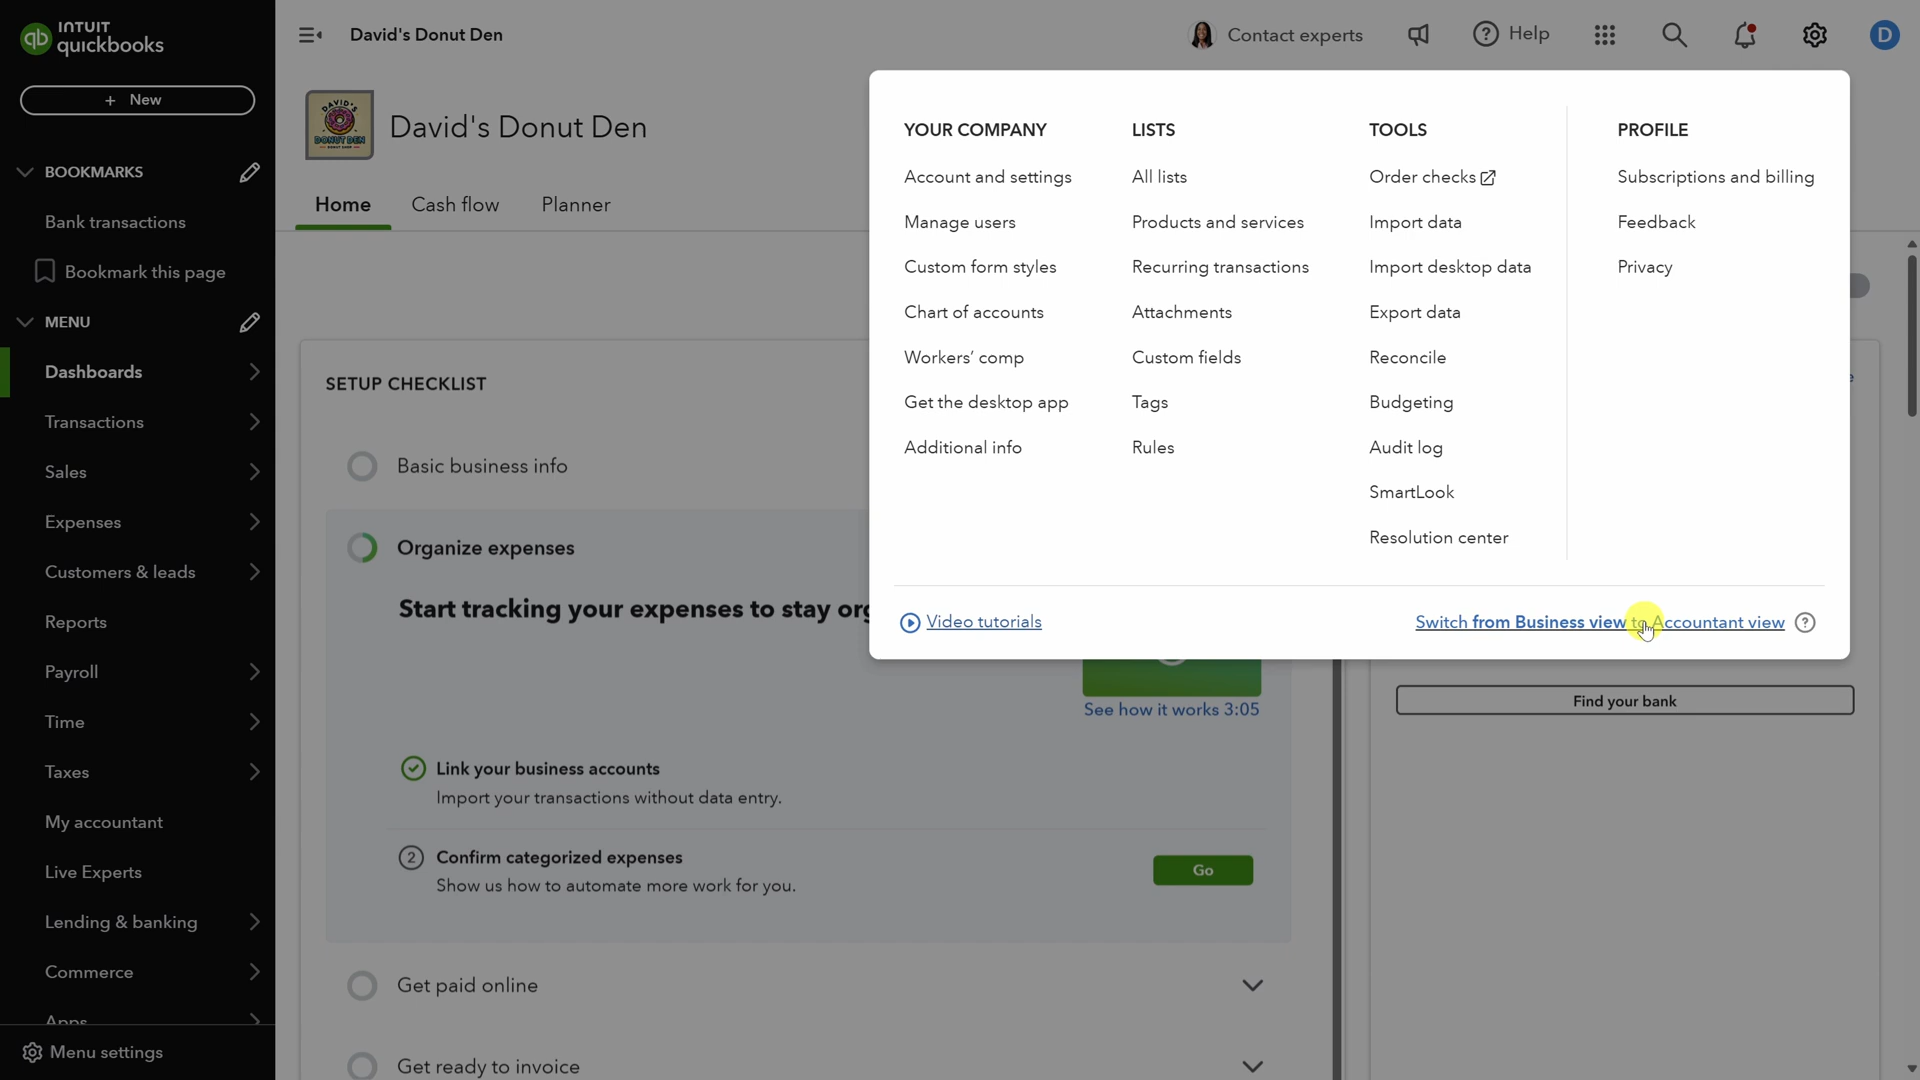 INTUIT
quickbooks
David's Donut Den
Contact experts
Help
D
+ New
BOOKMARKS
Bank transactions
Bookmark this page
MENU
Dashboards
Transactions
Sales
Expenses
Customers & leads
Reports
Payroll
Time
Taxes
My accountant
Live Experts
Lending & banking
Commerce
Apps
Menu settings
DAVID'S
DONUT DEN
David's Donut Den
Home
Cash flow
Planner
SETUP CHECKLIST
Basic business info
Organize expenses
Start tracking your expenses to stay org
See how it works 3:05
Link your business accounts
Import your transactions without data entry.
2
Confirm categorized expenses
Show us how to automate more work for you.
Go
Get paid online
Get ready to invoice
YOUR COMPANY
Account and settings
Manage users
Custom form styles
Chart of accounts
Workers’ comp
Get the desktop app
Additional info
LISTS
All lists
Products and services
Recurring transactions
Attachments
Custom fields
Tags
Rules
TOOLS
Order checks
Import data
Import desktop data
Export data
Reconcile
Budgeting
Audit log
SmartLook
Resolution center
PROFILE
Subscriptions and billing
Feedback
Privacy
Video tutorials
Switch from Business view to Accountant view
Find your bank